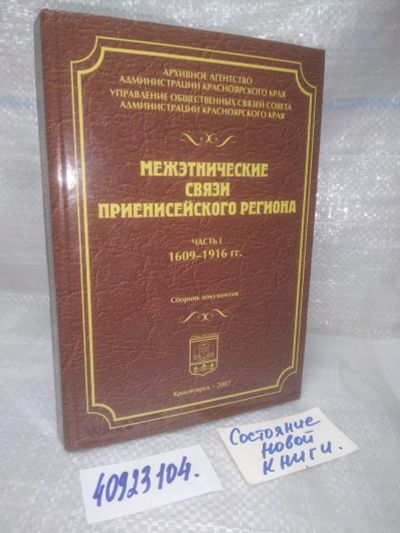 АРХИВНОЕ АГЕНТСТВО
АДМИНИСТРАЦИИ КРАСНОЯРСКОГО КРАЯ
УПРАВЛЕНИЕ ОБЩЕСТВЕННЫХ СВЯЗЕЙ СОВЕТА
АДМИНИСТРАЦИИ КРАСНОЯРСКОГО КРАЯ
МЕЖЭТНИЧЕСКИЕ
СВЯЗИ
ПРИЕНИСЕЙСКОГО РЕГИОНА
ЧАСТЬ I
1609–1916 гг.
Сборник документов
Красноярск • 2007
40923104.
Состояние
новой
книги.